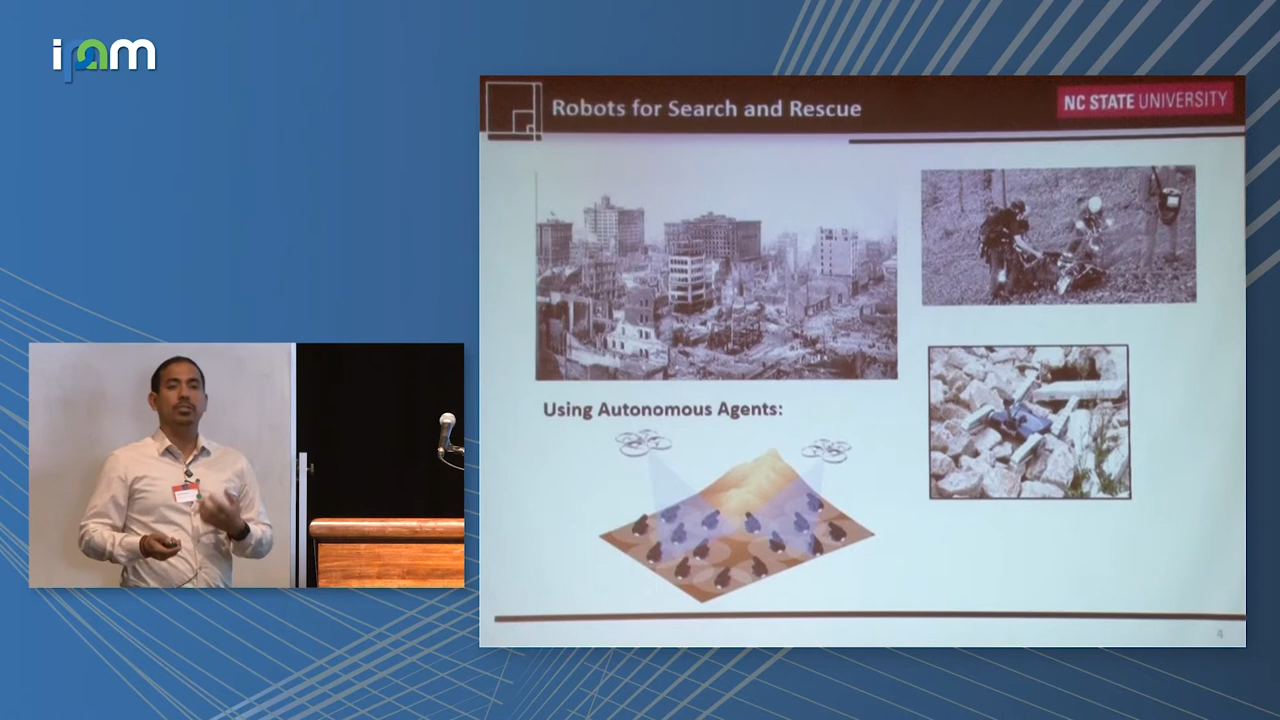 ipam
Robots for Search and Rescue
NC STATE UNIVERSITY
Using Autonomous Agents:
4